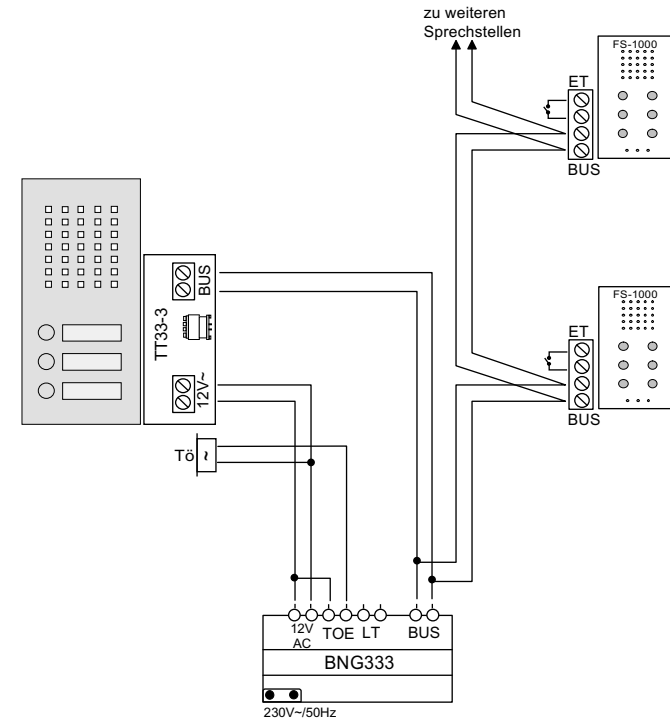 zu weiteren
Sprechstellen
FS-1000
ET
BUS
BUS
TT33-3
12V~
FS-1000
ET
BUS
Tö
~
12V
AC
TOE
LT
BUS
BNG333
230V~/50Hz